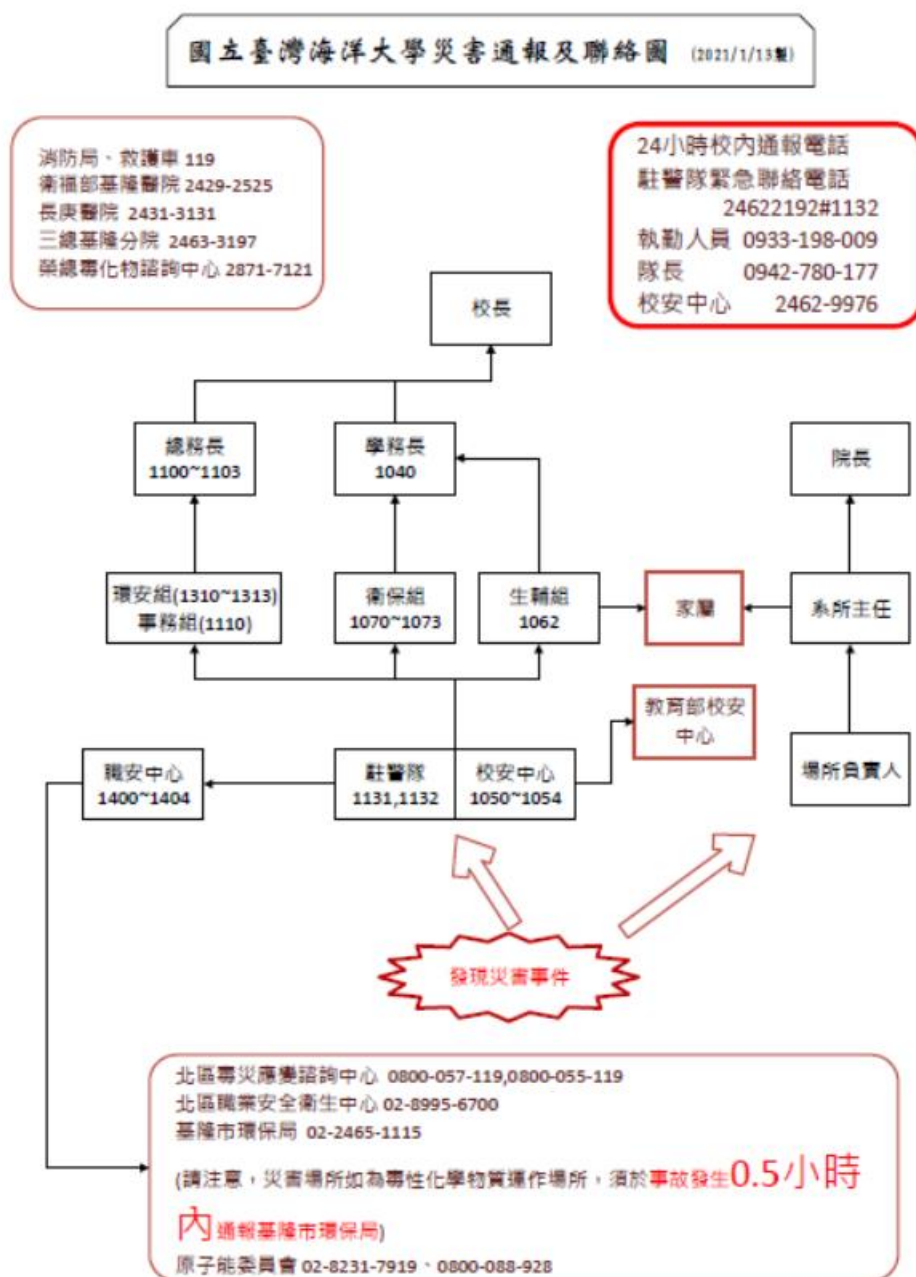 國立臺灣海洋大學災害通報及聯絡圖 (2021/1/13製)
消防局、救護車 119
衛福部基隆醫院 2429-2525
長庚醫院 2431-3131
三總基隆分院 2463-3197
榮總毒化物諮詢中心 2871-7121
24小時校內通報電話
駐警隊緊急聯絡電話
24622192#1132
執勤人員 0933-198-009
隊長 0942-780-177
校安中心 2462-9976
校長
總務長
1100~1103
學務長
1040
院長
環安組(1310~1313)
事務組(1110)
衛保組
1070~1073
生輔組
1062
家屬
系所主任
教育部校安
中心
職安中心
1400~1404
駐警隊
1131,1132
校安中心
1050~1054
場所負責人
發現災害事件
北區毒災應變諮詢中心 0800-057-119,0800-055-119
北區職業安全衛生中心 02-8995-6700
基隆市環保局 02-2465-1115
(請注意，災害場所如為毒性化學物質運作場所，須於事故發生0.5小時
內通報基隆市環保局)
原子能委員會 02-8231-7919、0800-088-928